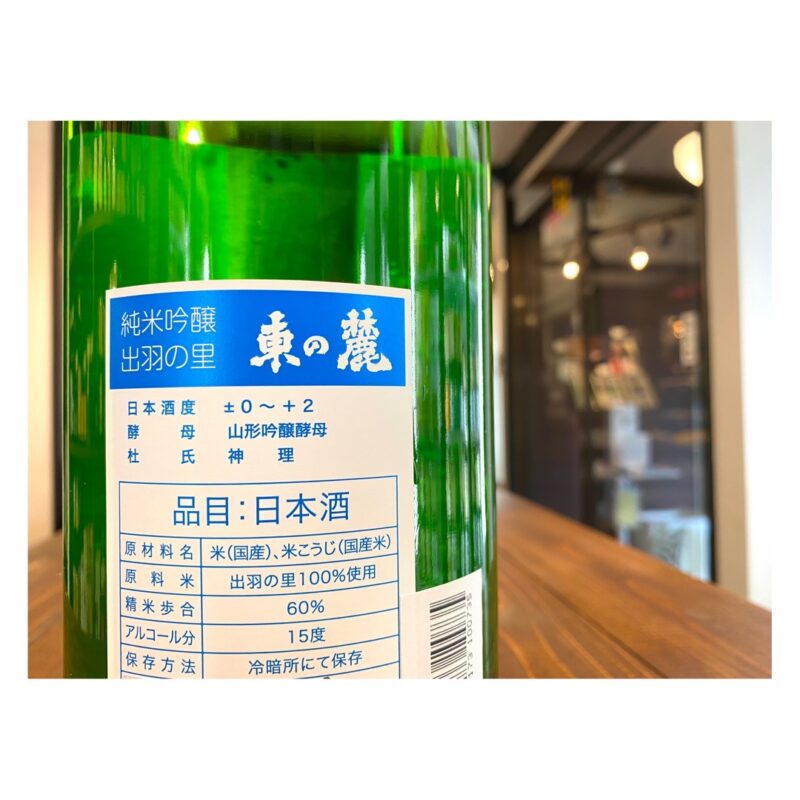 純米吟醸
出羽の里
東の麓
日本酒度 ±0～+2
酵母 山形吟醸酵母
杜氏 神理
品目：日本酒
原材料名 米(国産)、米こうじ(国産米)
原料米 出羽の里100%使用
精米歩合 60%
アルコール分 15度
保存方法 冷暗所にて保存
173 100735